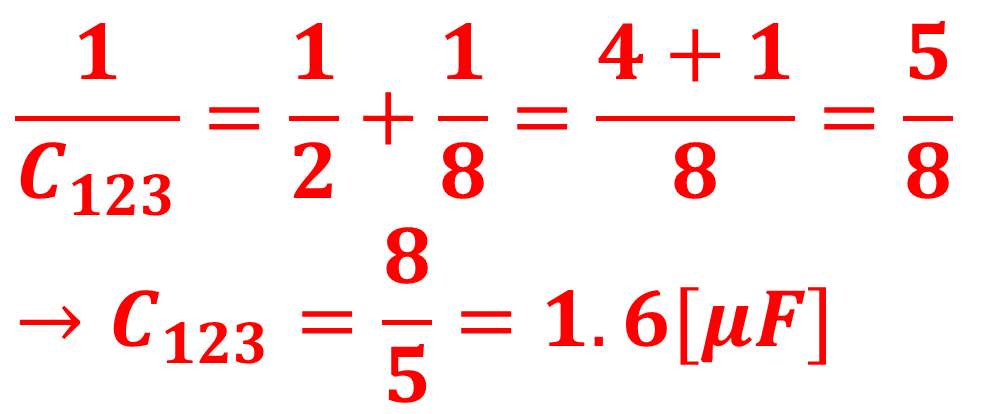 1/C₁₂₃ = 1/2 + 1/8 = (4 + 1)/8 = 5/8
→ C₁₂₃ = 8/5 = 1.6[μF]